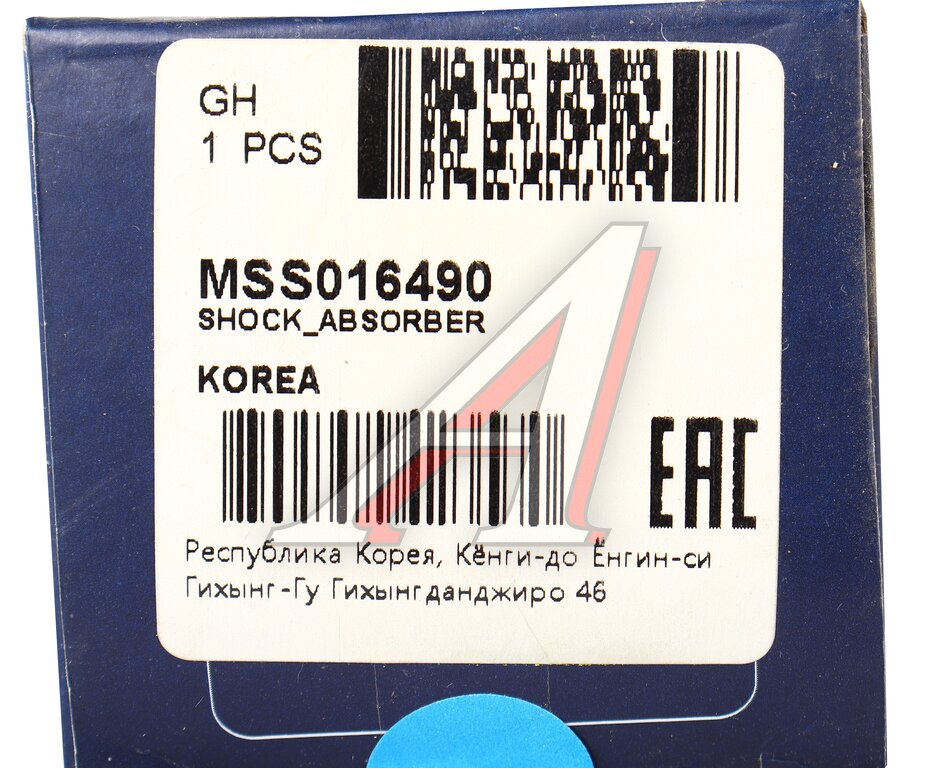 GH
1 PCS
MSS016490
SHOCK_ABSORBER
KOREA
EAC
Республика Корея, Кёнги-до Ёнгин-си
Гихынг-Гу Гихынгданджиро 46